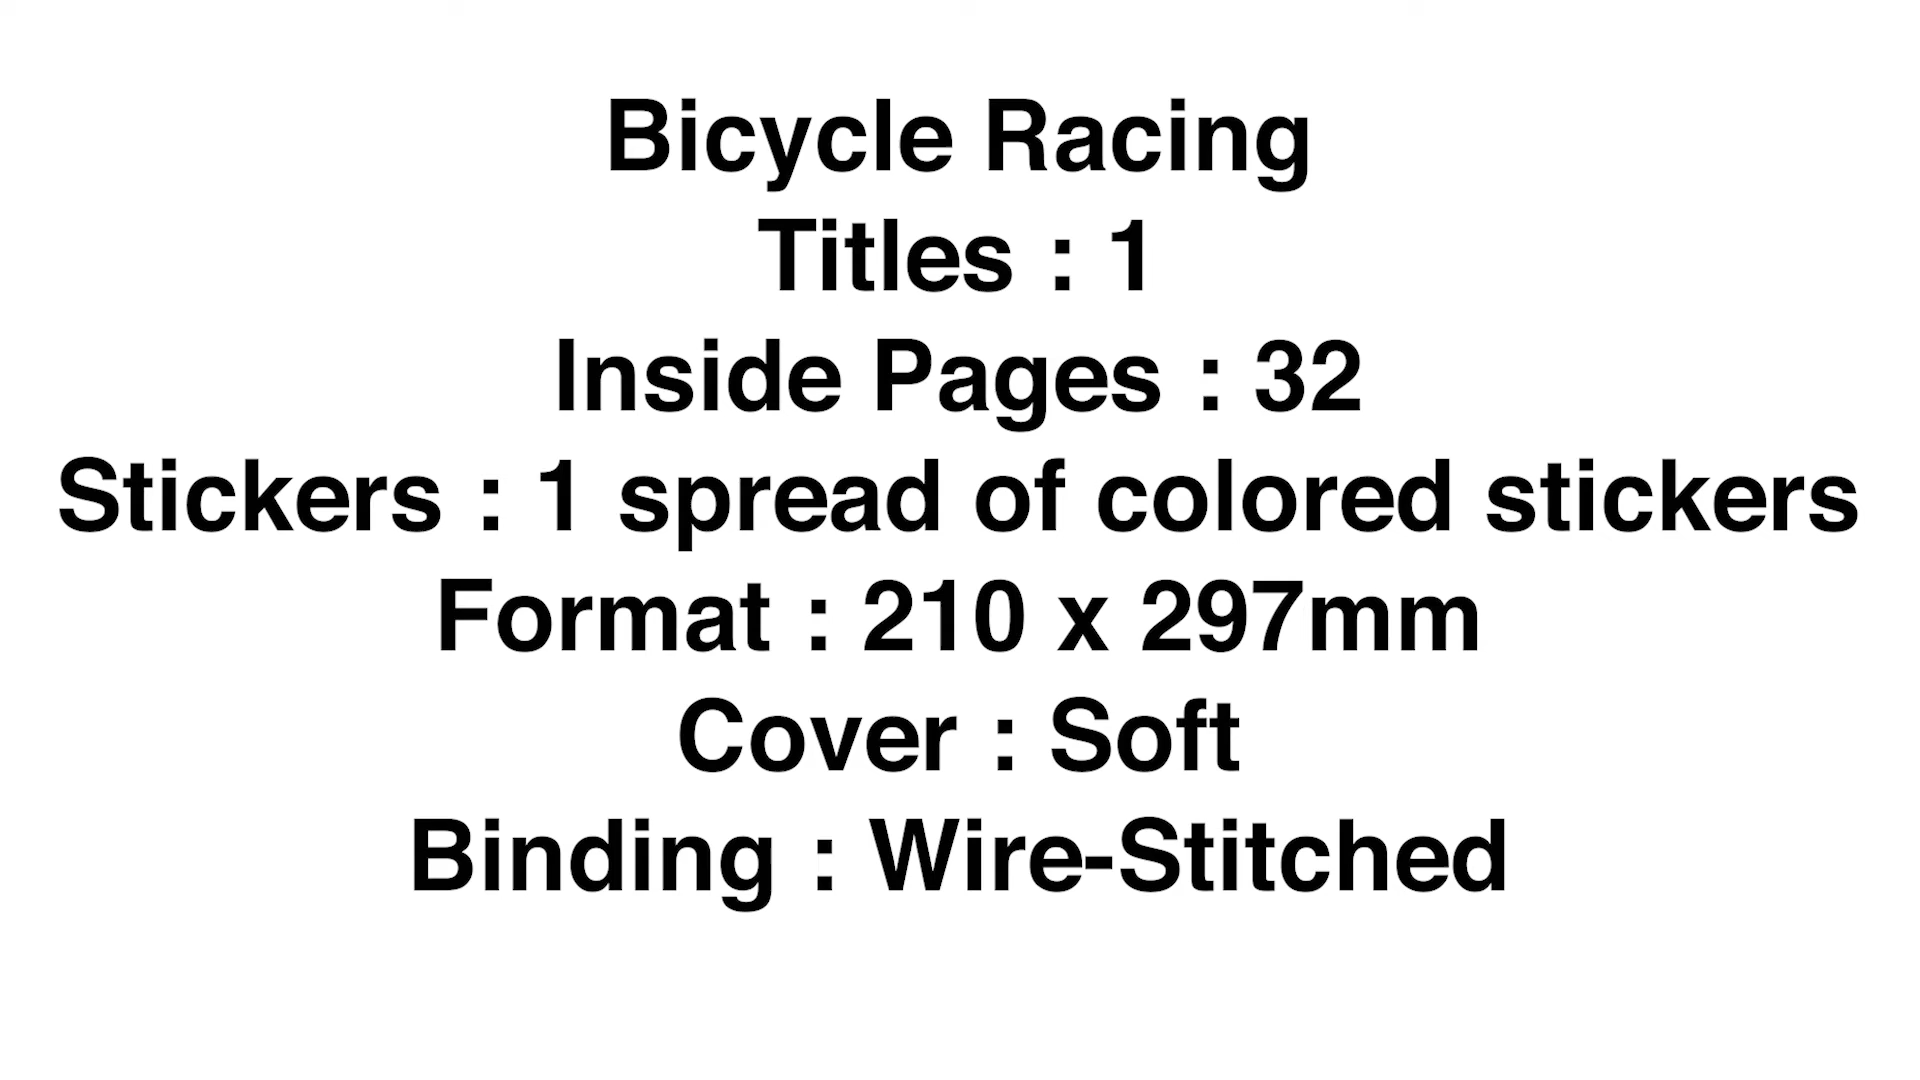 Bicycle Racing
Titles : 1
Inside Pages : 32
Stickers : 1 spread of colored stickers
Format : 210 x 297mm
Cover : Soft
Binding : Wire-Stitched